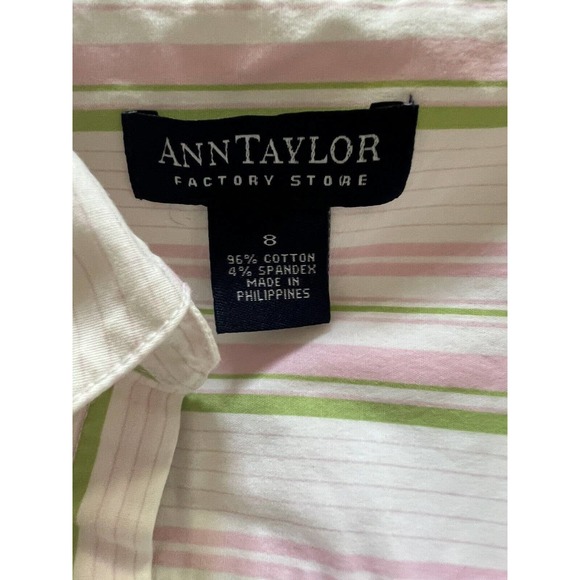 ANNTAYLOR
FACTORY STORE
8
96% COTTON
4% SPANDEX
MADE IN
PHILIPPINES